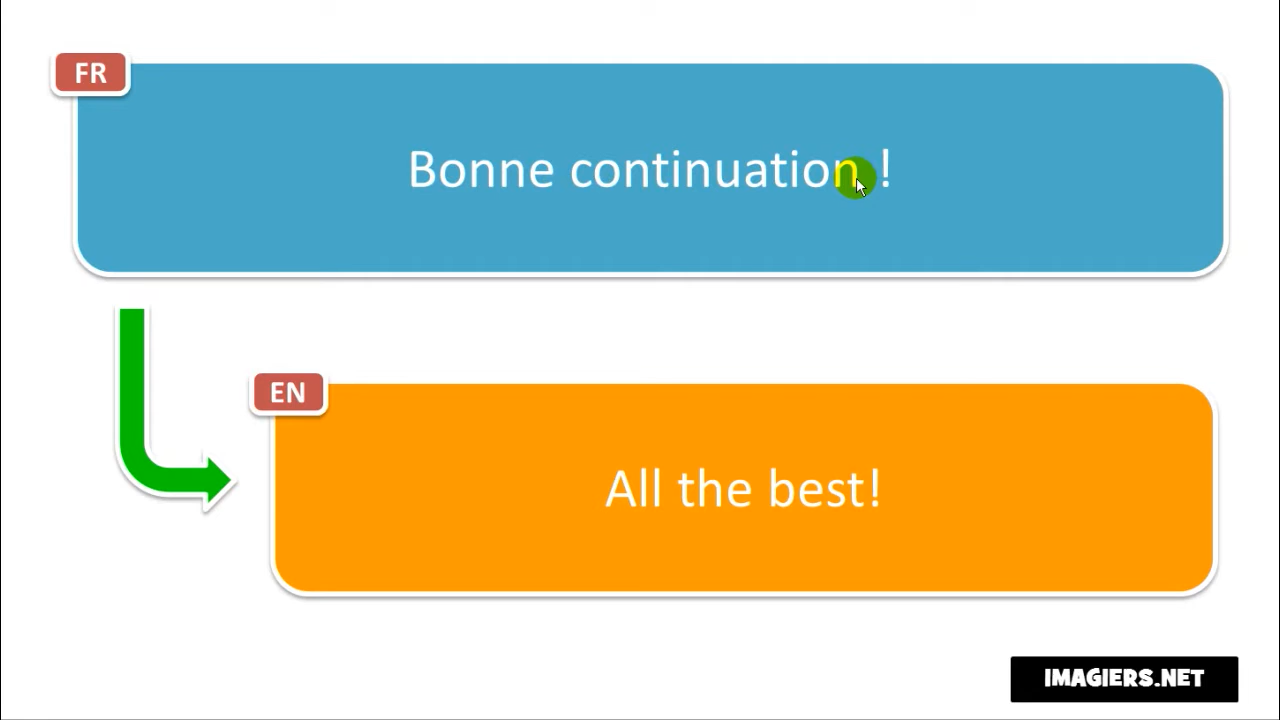 FR
Bonne continuation !
EN
All the best!
IMAGIERS.NET